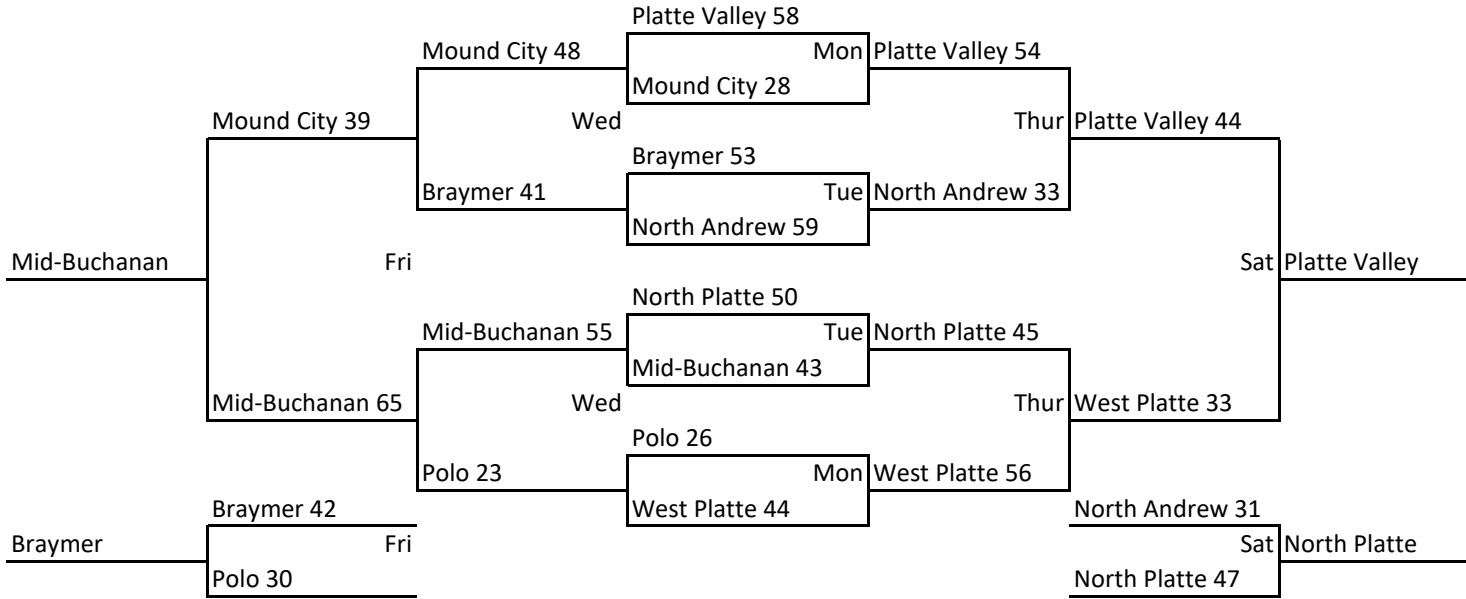 Platte Valley 58
Mound City 48
Mon Platte Valley 54
Mound City 28
Mound City 39
Wed
Thur Platte Valley 44
Braymer 53
Braymer 41
Tue North Andrew 33
North Andrew 59
Mid-Buchanan
Fri
Sat Platte Valley
North Platte 50
Mid-Buchanan 55
Tue North Platte 45
Mid-Buchanan 43
Mid-Buchanan 65
Wed
Thur West Platte 33
Polo 26
Polo 23
Mon West Platte 56
West Platte 44
Braymer 42
North Andrew 31
Braymer
Fri
Sat North Platte
Polo 30
North Platte 47